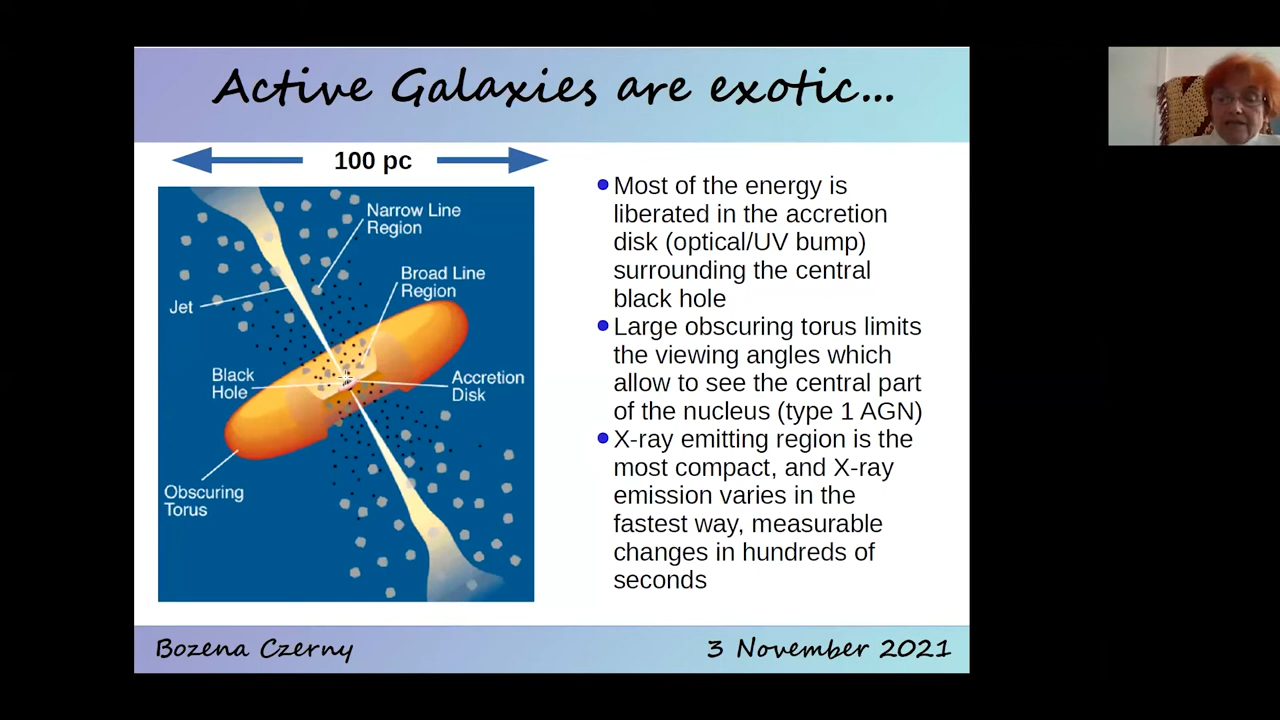 Active Galaxies are exotic...
100 pc
Narrow Line
Region
Broad Line
Region
Jet
Black
Hole
Accretion
Disk
Obscuring
Torus
Most of the energy is
liberated in the accretion
disk (optical/UV bump)
surrounding the central
black hole
Large obscuring torus limits
the viewing angles which
allow to see the central part
of the nucleus (type 1 AGN)
X-ray emitting region is the
most compact, and X-ray
emission varies in the
fastest way, measurable
changes in hundreds of
seconds
Bozena Czerny
3 November 2021